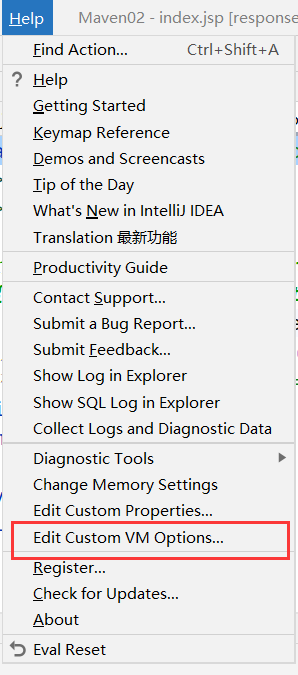 Help Maven02 - index.jsp [response
Find Action... Ctrl+Shift+A
? Help
Getting Started
Keymap Reference
Demos and Screencasts
Tip of the Day
What's New in IntelliJ IDEA
Translation 最新功能
Productivity Guide
Contact Support...
Submit a Bug Report...
Submit Feedback...
Show Log in Explorer
Show SQL Log in Explorer
Collect Logs and Diagnostic Data
Diagnostic Tools
Change Memory Settings
Edit Custom Properties...
Edit Custom VM Options...
Register...
Check for Updates...
About
Eval Reset